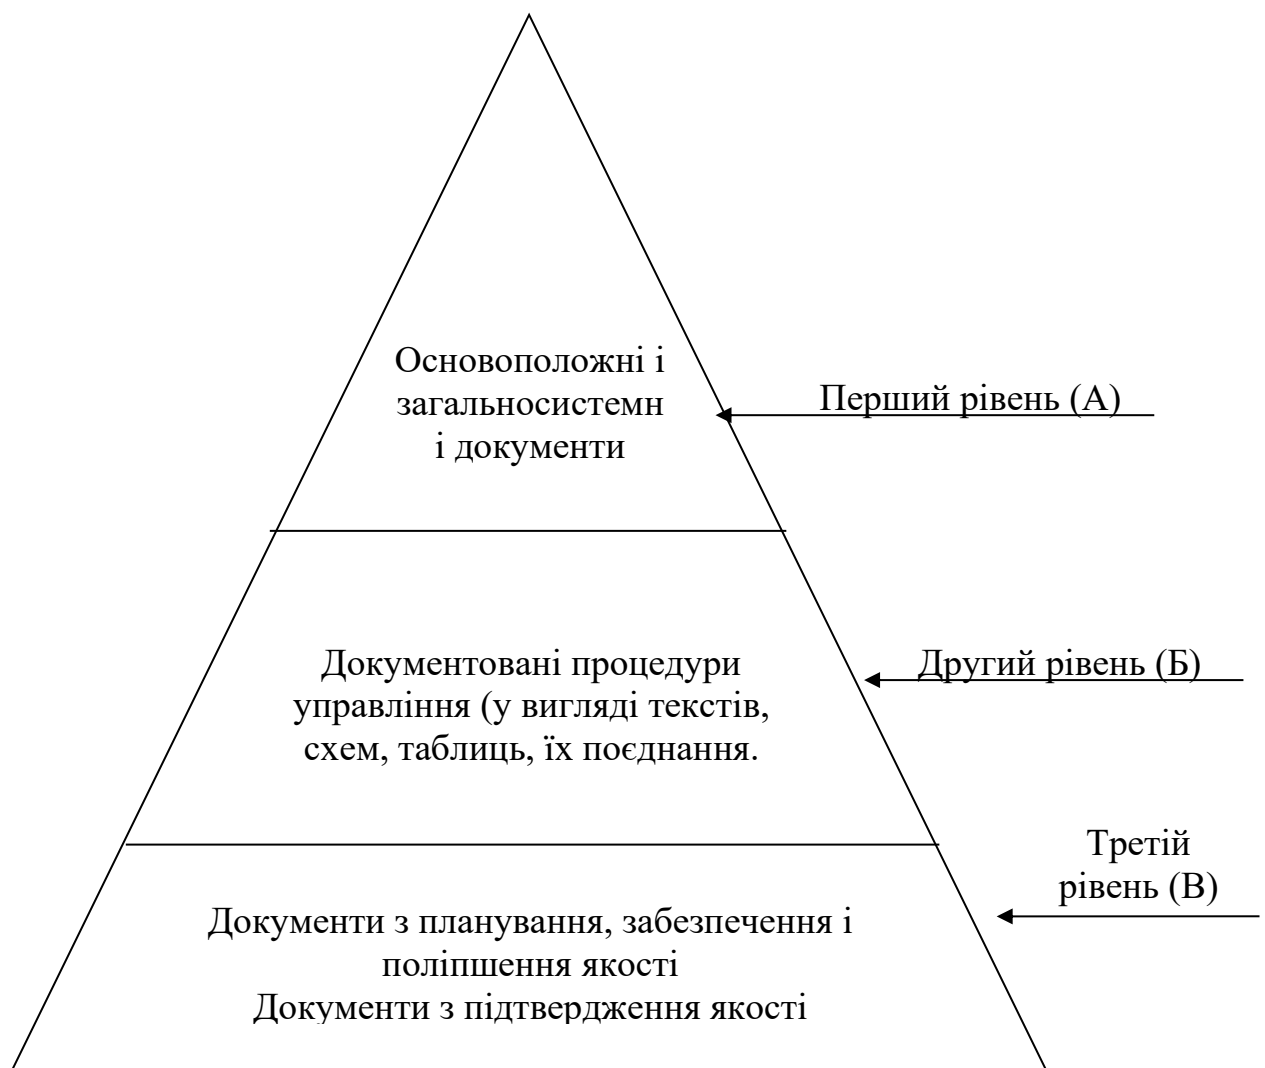 Основоположні і
загальносистемн
і документи
Перший рівень (А)
Документовані процедури
управління (у вигляді текстів,
схем, таблиць, їх поєднання.
Другий рівень (Б)
Третій
рівень (В)
Документи з планування, забезпечення і
поліпшення якості
Документи з підтвердження якості